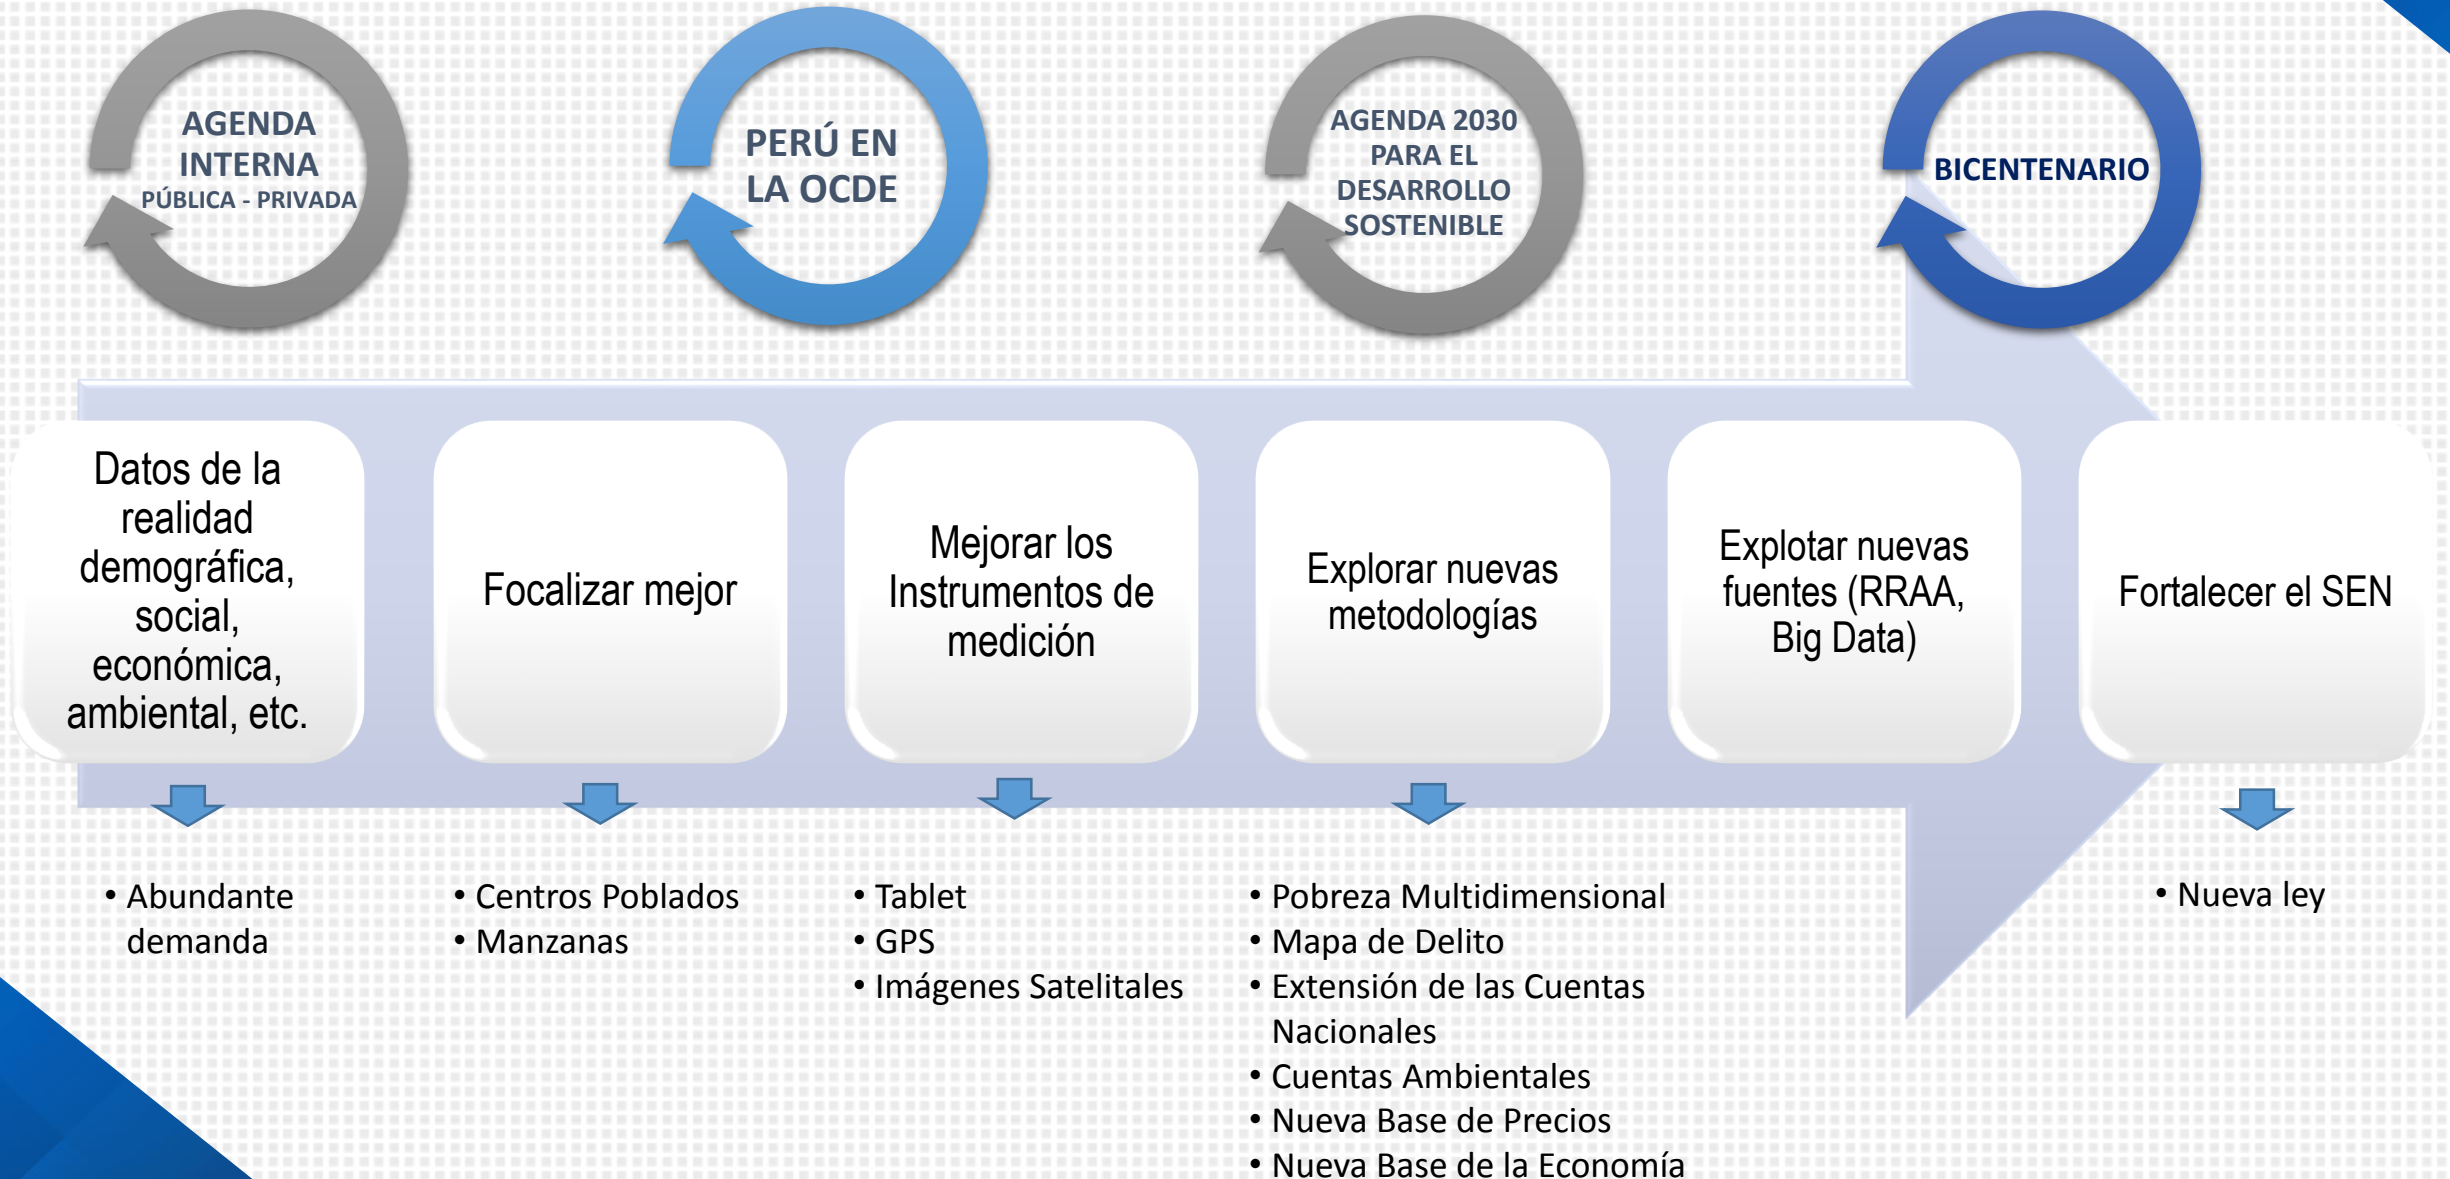 AGENDA
INTERNA
PÚBLICA - PRIVADA
PERÚ EN
LA OCDE
AGENDA 2030
PARA EL
DESARROLLO
SOSTENIBLE
BICENTENARIO
Datos de la
realidad
demográfica,
social,
económica,
ambiental, etc.
Focalizar mejor
Mejorar los
Instrumentos de
medición
Explorar nuevas
metodologías
Explotar nuevas
fuentes (RRAA,
Big Data)
Fortalecer el SEN
• Abundante
demanda
• Centros Poblados
• Manzanas
• Tablet
• GPS
• Imágenes Satelitales
• Pobreza Multidimensional
• Mapa de Delito
• Extensión de las Cuentas
Nacionales
• Cuentas Ambientales
• Nueva Base de Precios
• Nueva Base de la Economía
• Nueva ley